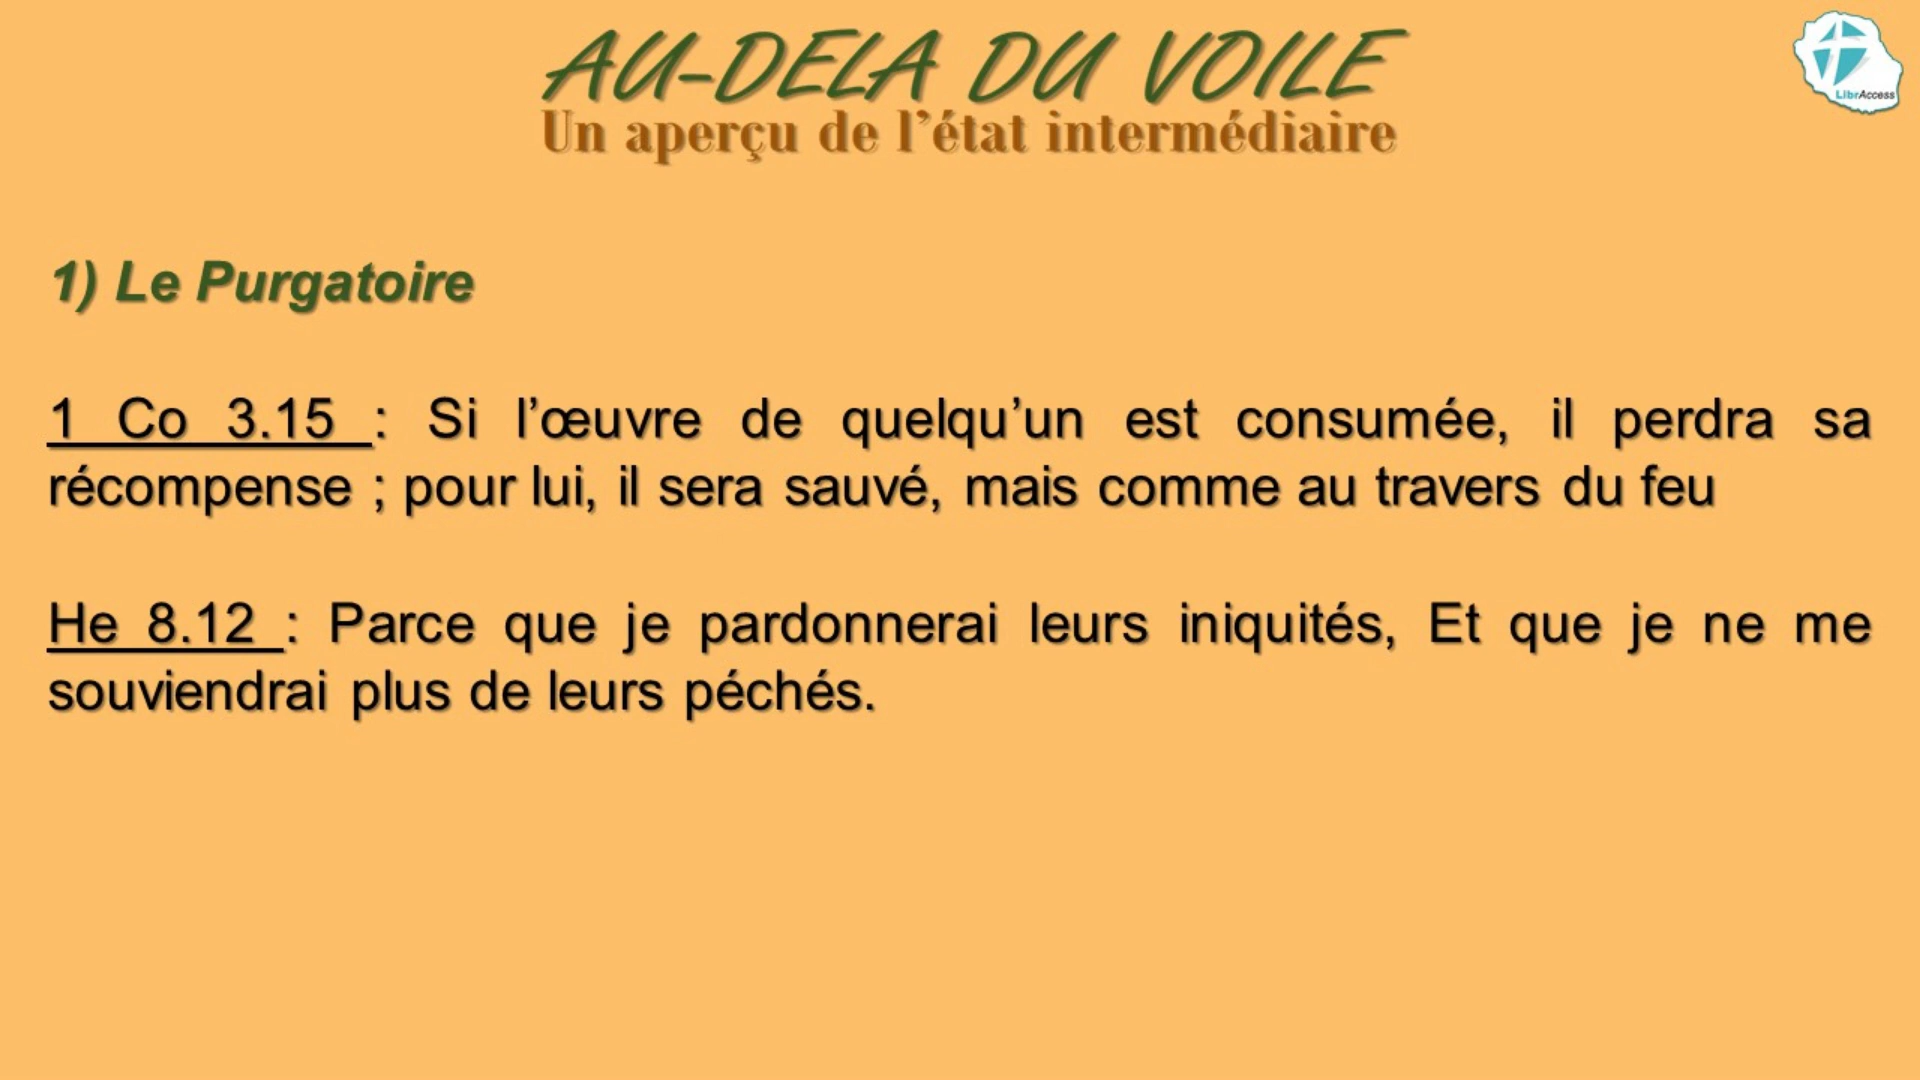 AU-DELA DU VOILE
LibrAccess
Un aperçu de l’état intermédiaire
1) Le Purgatoire
1 Co 3.15 : Si l’œuvre de quelqu’un est consumée, il perdra sa
récompense ; pour lui, il sera sauvé, mais comme au travers du feu
He 8.12 : Parce que je pardonnerai leurs iniquités, Et que je ne me
souviendrai plus de leurs péchés.